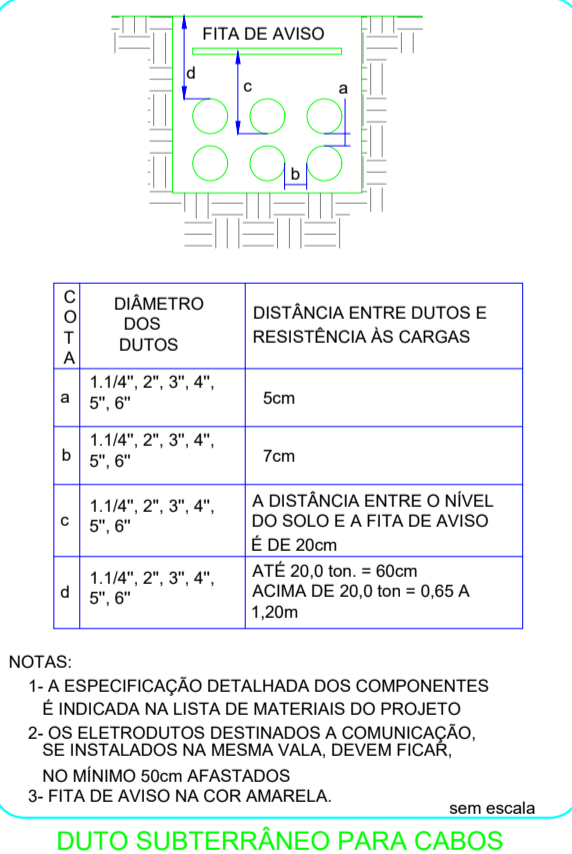 FITA DE AVISO
d
c
a
b
COTA
DIÂMETRO
DOS
DUTOS
DISTÂNCIA ENTRE DUTOS E
RESISTÊNCIA ÀS CARGAS
a
1.1/4", 2", 3", 4",
5", 6"
5cm
b
1.1/4", 2", 3", 4",
5", 6"
7cm
c
1.1/4", 2", 3", 4",
5", 6"
A DISTÂNCIA ENTRE O NÍVEL
DO SOLO E A FITA DE AVISO
É DE 20cm
d
1.1/4", 2", 3", 4",
5", 6"
ATÉ 20,0 ton. = 60cm
ACIMA DE 20,0 ton = 0,65 A
1,20m
NOTAS:
1- A ESPECIFICAÇÃO DETALHADA DOS COMPONENTES
É INDICADA NA LISTA DE MATERIAIS DO PROJETO
2- OS ELETRODUTOS DESTINADOS A COMUNICAÇÃO,
SE INSTALADOS NA MESMA VALA, DEVEM FICAR,
NO MÍNIMO 50cm AFASTADOS
3- FITA DE AVISO NA COR AMARELA.
sem escala
DUTO SUBTERRÂNEO PARA CABOS